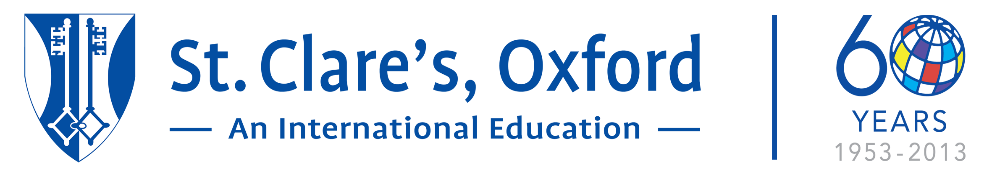 St. Clare's, Oxford
An International Education
60
YEARS
1953-2013